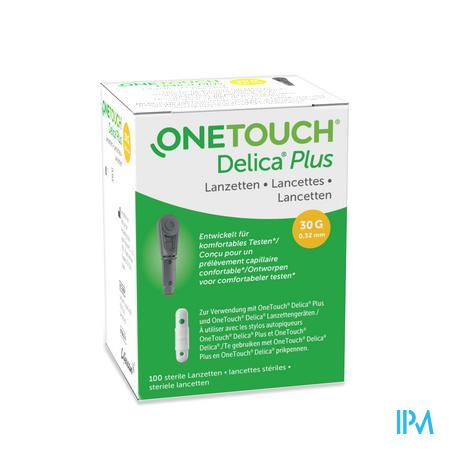 ONETOUCH®
Delica® Plus
Lanzetten • Lancettes •
Lancetten
30 G
0,32 mm
Entwickelt für
komfortables Testen*/
Conçu pour un
prélèvement capillaire
confortable*/Ontworpen
voor comfortabeler testen*
Zur Verwendung mit OneTouch® Delica® Plus
und OneTouch® Delica® Lanzettengeräten./
À utiliser avec les stylos autopiqueurs
OneTouch® Delica® Plus et OneTouch®
Delica®./Te gebruiken met OneTouch® Delica®
Plus en OneTouch® Delica® prikpennen.
100 sterile Lanzetten • lancettes stériles •
steriele lancetten
IPM